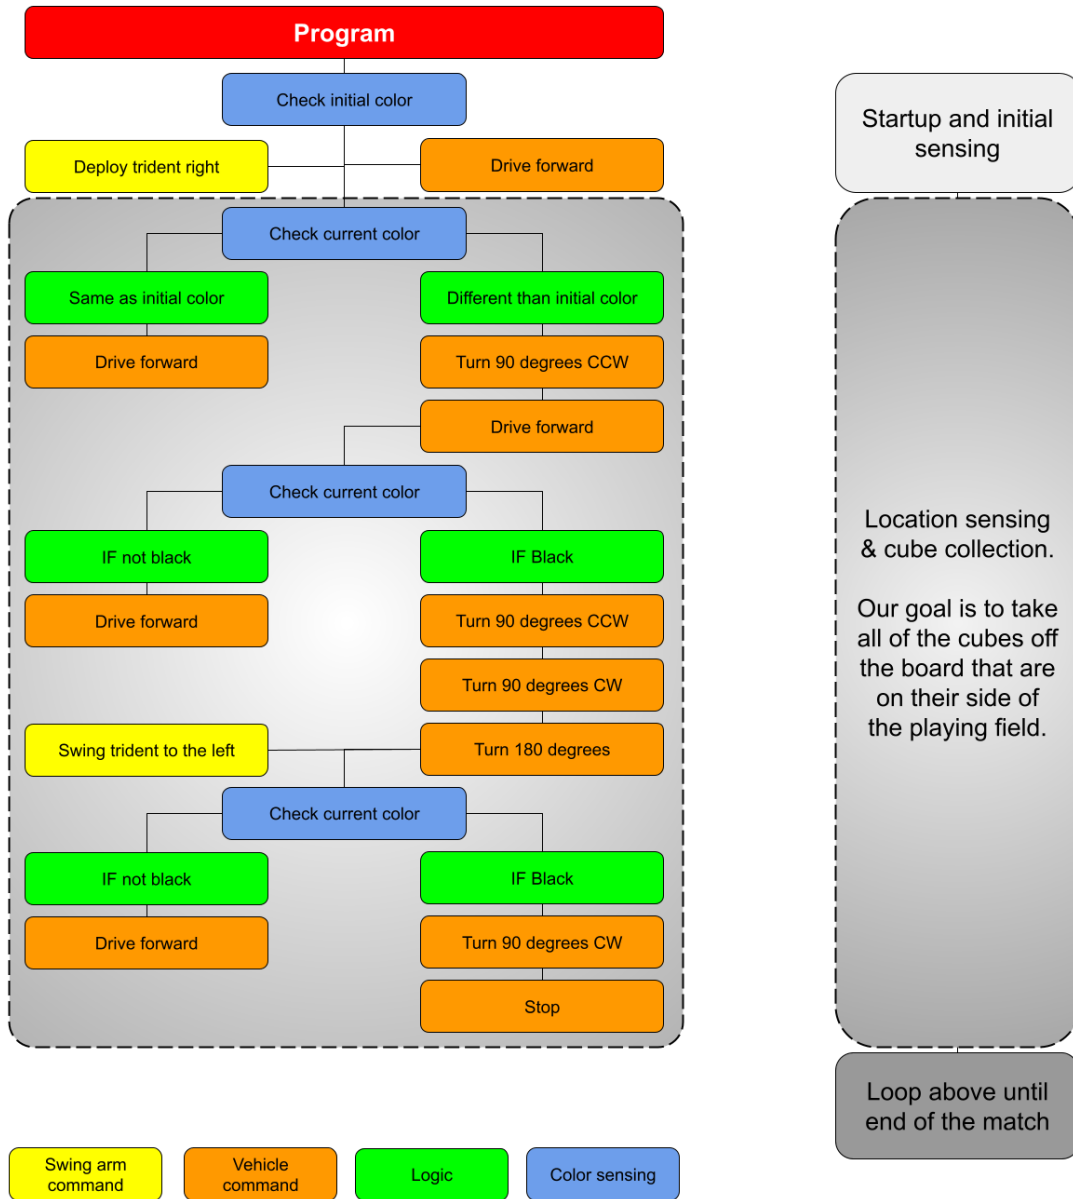 Program
Check initial color
Deploy trident right
Drive forward
Check current color
Same as initial color
Different than initial color
Drive forward
Turn 90 degrees CCW
Drive forward
Check current color
IF not black
IF Black
Drive forward
Turn 90 degrees CCW
Turn 90 degrees CW
Swing trident to the left
Turn 180 degrees
Check current color
IF not black
IF Black
Drive forward
Turn 90 degrees CW
Stop
Startup and initial
sensing
Location sensing
& cube collection.
Our goal is to take
all of the cubes off
the board that are
on their side of
the playing field.
Loop above until
end of the match
Swing arm
command
Vehicle
command
Logic
Color sensing